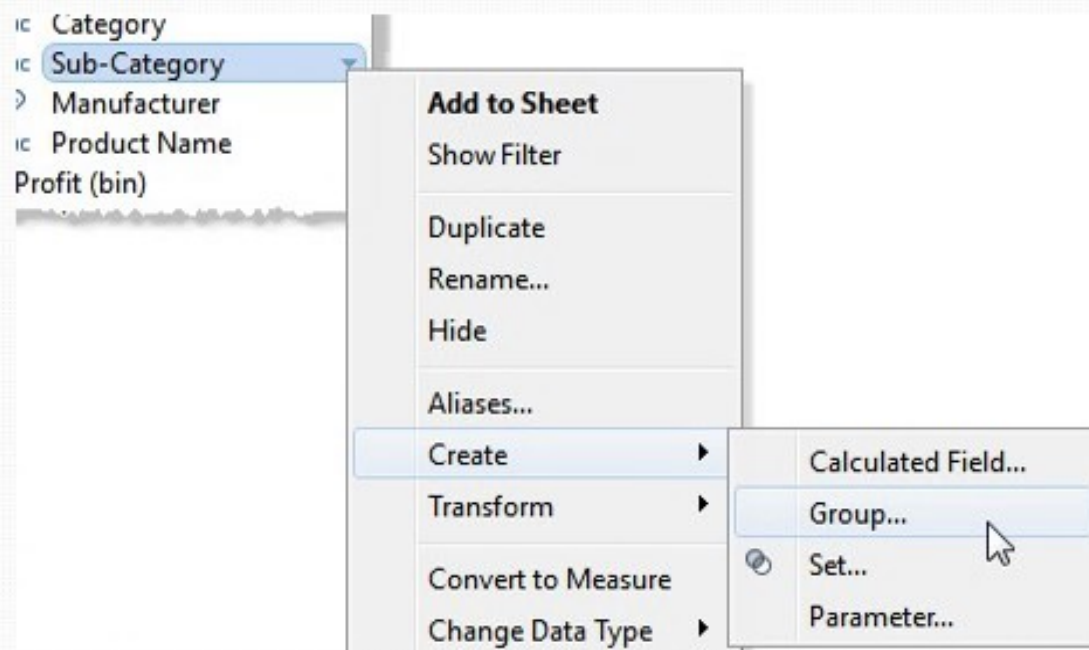 Category
Sub-Category
Manufacturer
Product Name
Profit (bin)
Add to Sheet
Show Filter
Duplicate
Rename...
Hide
Aliases...
Create
Transform
Convert to Measure
Change Data Type
Calculated Field...
Group...
Set...
Parameter...